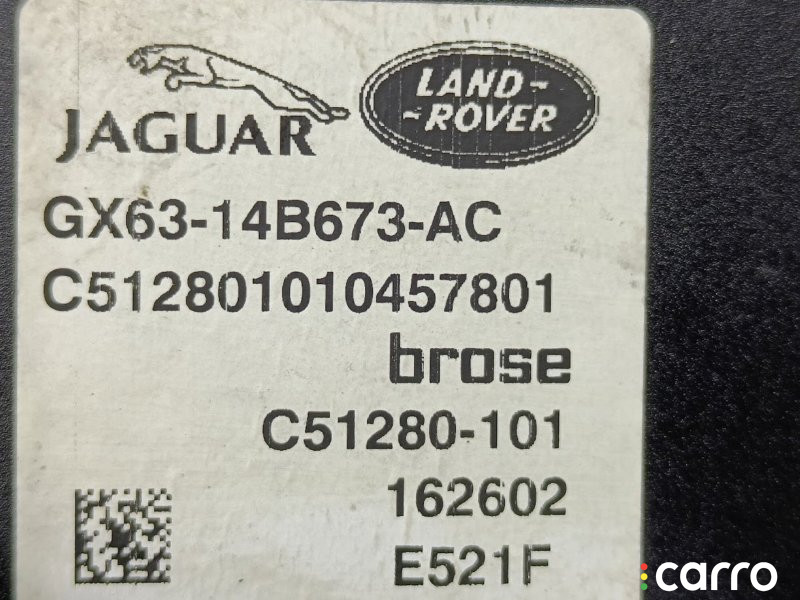 JAGUAR
LAND-
-ROVER
GX63-14B673-AC
C512801010457801
brose
C51280-101
162602
E521F
carro